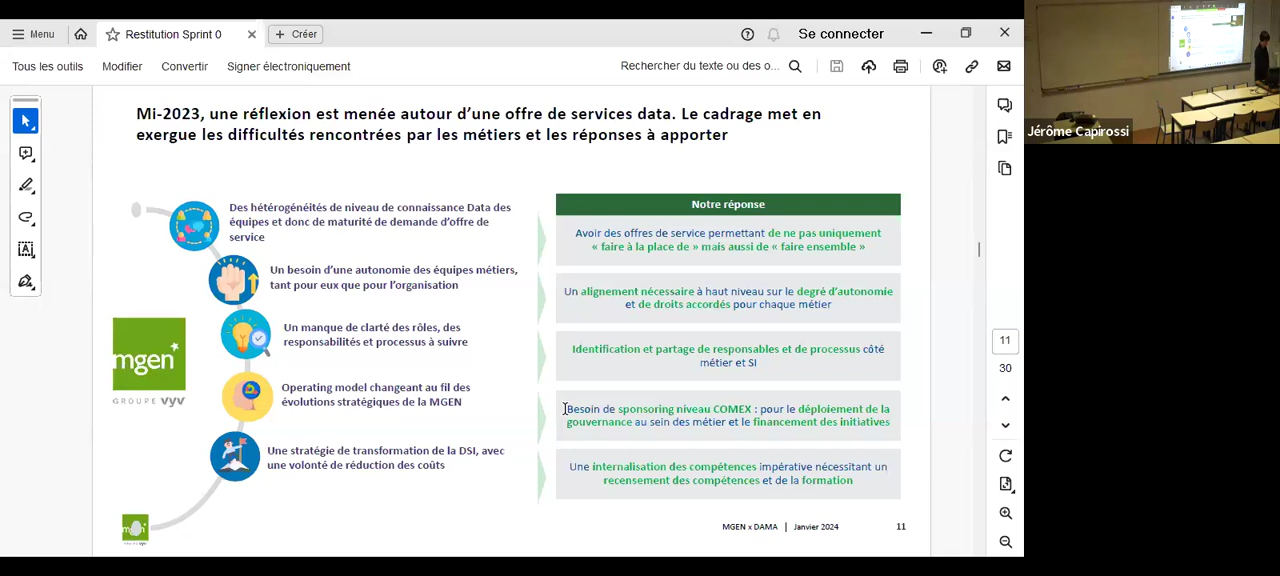 Menu
Restitution Sprint 0
Créer
Se connecter
Tous les outils
Modifier
Convertir
Signer électroniquement
Rechercher du texte ou des o...
Mi-2023, une réflexion est menée autour d'une offre de services data. Le cadrage met en
exergue les difficultés rencontrées par les métiers et les réponses à apporter
Des hétérogénéités de niveau de connaissance Data des
équipes et donc de maturité de demande d'offre de
service
Un besoin d'une autonomie des équipes métiers,
tant pour eux que pour l'organisation
Un manque de clarté des rôles, des
responsabilités et processus à suivre
Operating model changeant au fil des
évolutions stratégiques de la MGEN
Une stratégie de transformation de la DSI, avec
une volonté de réduction des coûts
mgen
GROUPE vyv
Notre réponse
Avoir des offres de service permettant de ne pas uniquement
« faire à la place de » mais aussi de « faire ensemble »
Un alignement nécessaire à haut niveau sur le degré d'autonomie
et de droits accordés pour chaque métier
Identification et partage de responsables et de processus côté
métier et SI
Besoin de sponsoring niveau COMEX : pour le déploiement de la
gouvernance au sein des métier et le financement des initiatives
Une internalisation des compétences impérative nécessitant un
recensement des compétences et de la formation
MGEN x DAMA | Janvier 2024
11
11
30
Jérôme Capirossi